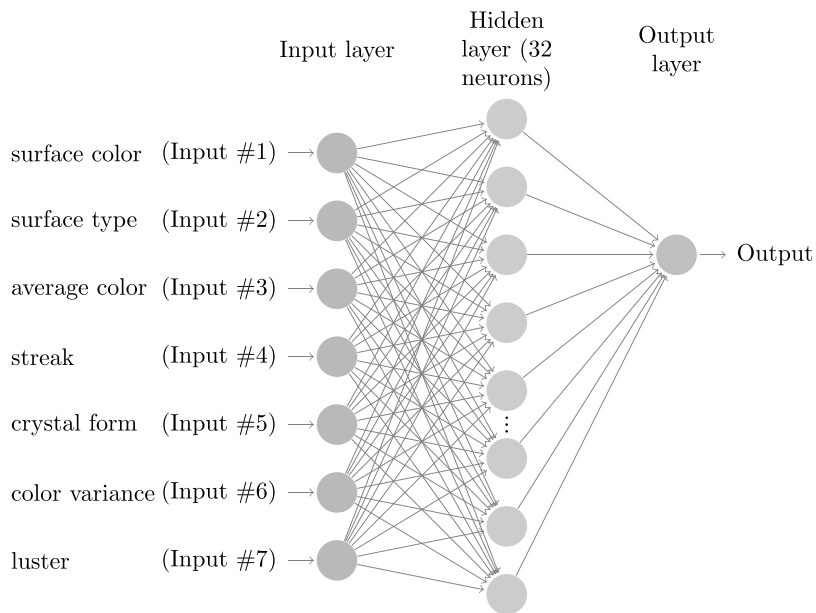 Input layer
Hidden
layer (32
neurons)
Output
layer
surface color (Input #1)
surface type (Input #2)
Output
average color (Input #3)
streak (Input #4)
crystal form (Input #5)
color variance (Input #6)
luster (Input #7)